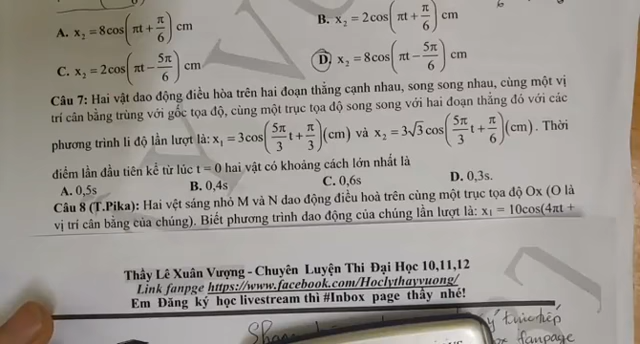 A. x₂ = 8cos(πt + π/6) cm B. x₂ = 2cos(πt + π/6) cm
C. x₂ = 2cos(πt − 5π/6) cm D. x₂ = 8cos(πt − 5π/6) cm
Câu 7: Hai vật dao động điều hòa trên hai đoạn thẳng cạnh nhau, song song nhau, cùng một vị
trí cân bằng trùng với gốc tọa độ, cùng một trục tọa độ song song với hai đoạn thẳng đó với các
phương trình li độ lần lượt là: x₁ = 3cos(5π/3 t + π/3)(cm) và x₂ = 3√3cos(5π/3 t + π/6)(cm). Thời
điểm lần đầu tiên kể từ lúc t = 0 hai vật có khoảng cách lớn nhất là
A. 0,5s B. 0,4s C. 0,6s D. 0,3s.
Câu 8 (T.Pika): Hai vệt sáng nhỏ M và N dao động điều hoà trên cùng một trục tọa độ Ox (O là
vị trí cân bằng của chúng). Biết phương trình dao động của chúng lần lượt là: x₁ = 10cos(4πt +
Thầy Lê Xuân Vượng - Chuyên Luyện Thi Đại Học 10,11,12
Link fanpge https://www.facebook.com/Hoclythayvuong/
Em Đăng ký học livestream thì #Inbox page thầy nhé!
trực tiếp
fanpage